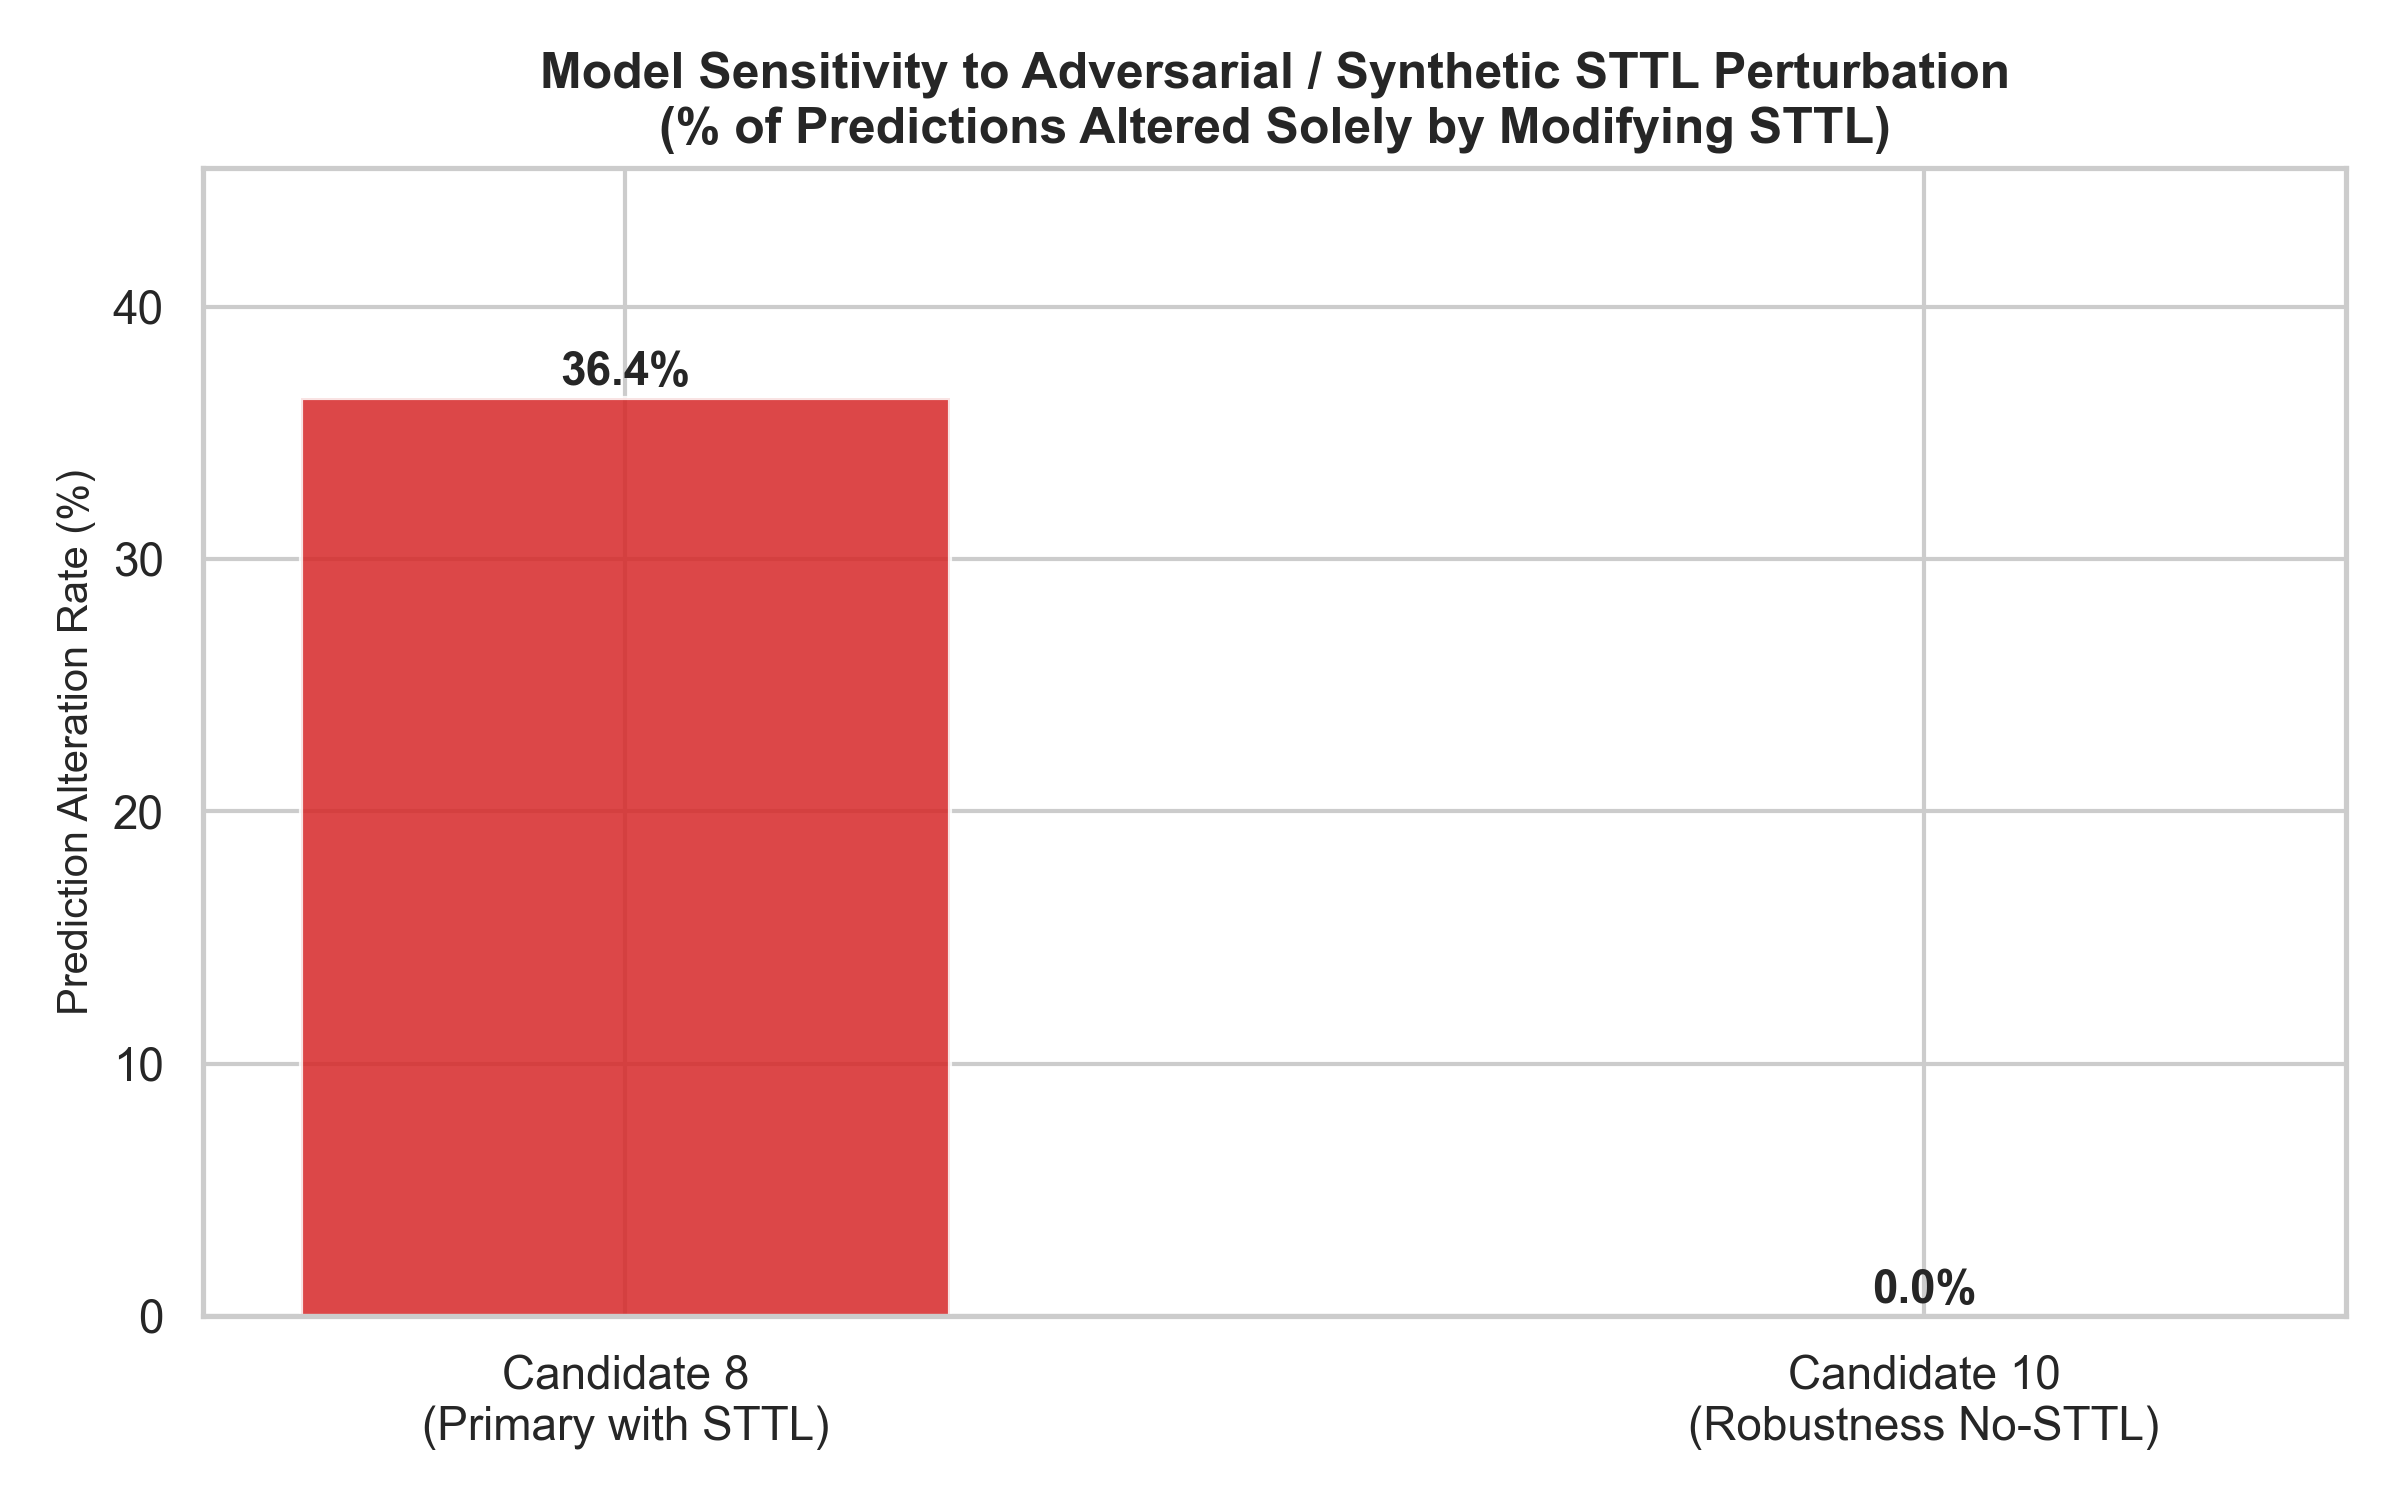 Model Sensitivity to Adversarial / Synthetic STTL Perturbation
(% of Predictions Altered Solely by Modifying STTL)
Prediction Alteration Rate (%)
40
30
20
10
0
36.4%
0.0%
Candidate 8
(Primary with STTL)
Candidate 10
(Robustness No-STTL)